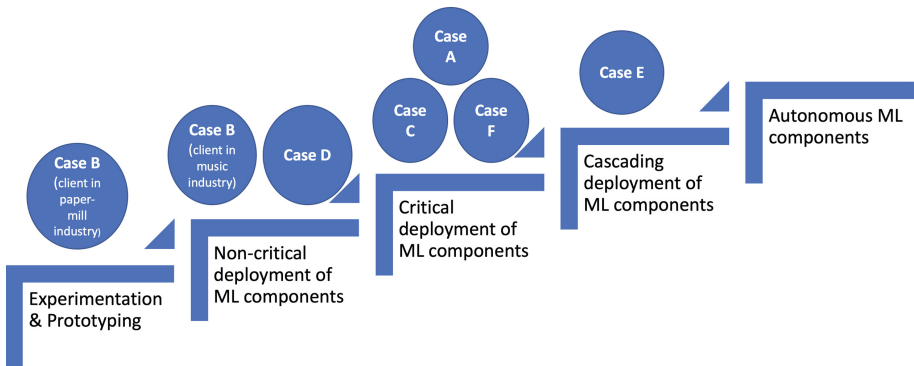 Case B
(client in
paper-
mill
industry)
Experimentation
& Prototyping
Case B
(client in
music
industry)
Case D
Non-critical
deployment of
ML components
Case
A
Case
C
Case
F
Critical
deployment of
ML components
Case E
Cascading
deployment of
ML components
Autonomous ML
components